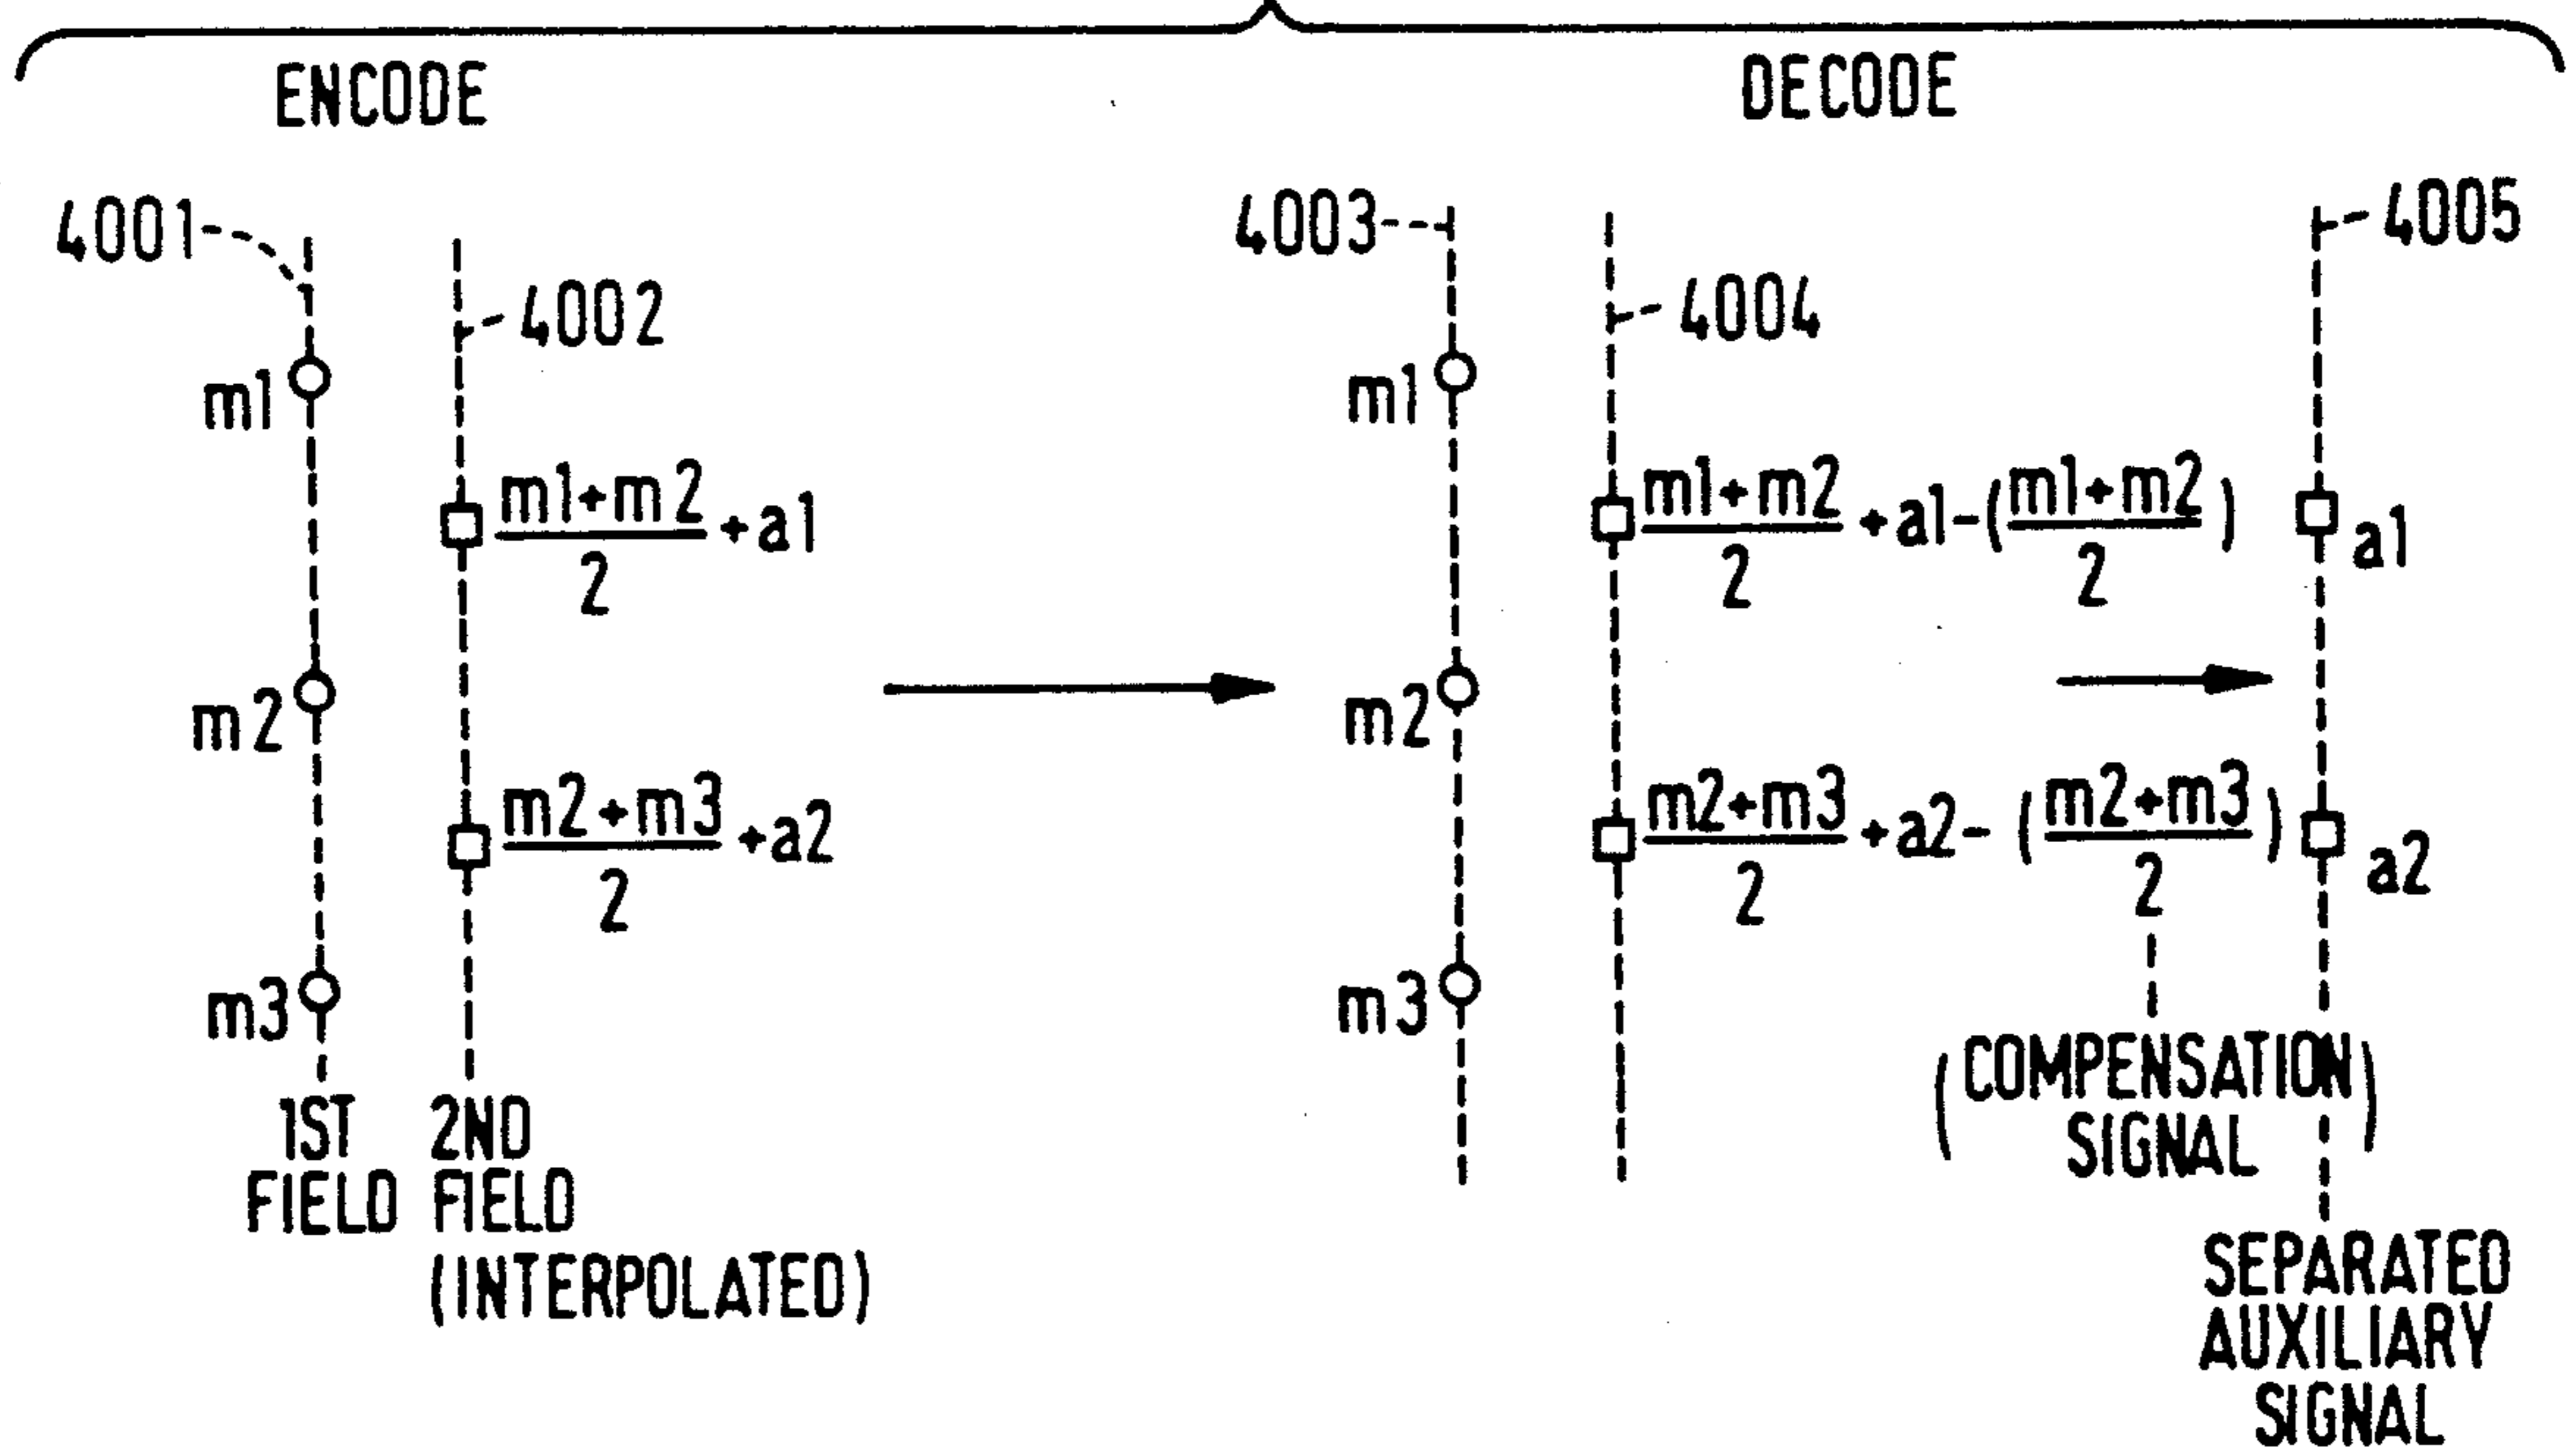 ENCODE
DECODE
4001
4002
4003
4004
4005
m1
m2
m3
m1+m2
2
+a1
m2+m3
2
+a2
1ST
FIELD
2ND
FIELD
(INTERPOLATED)
m1
m2
m3
m1+m2
2
+a1-(m1+m2
2
)
m2+m3
2
+a2-(m2+m3
2
)
a1
a2
(COMPENSATION
SIGNAL)
SEPARATED
AUXILIARY
SIGNAL